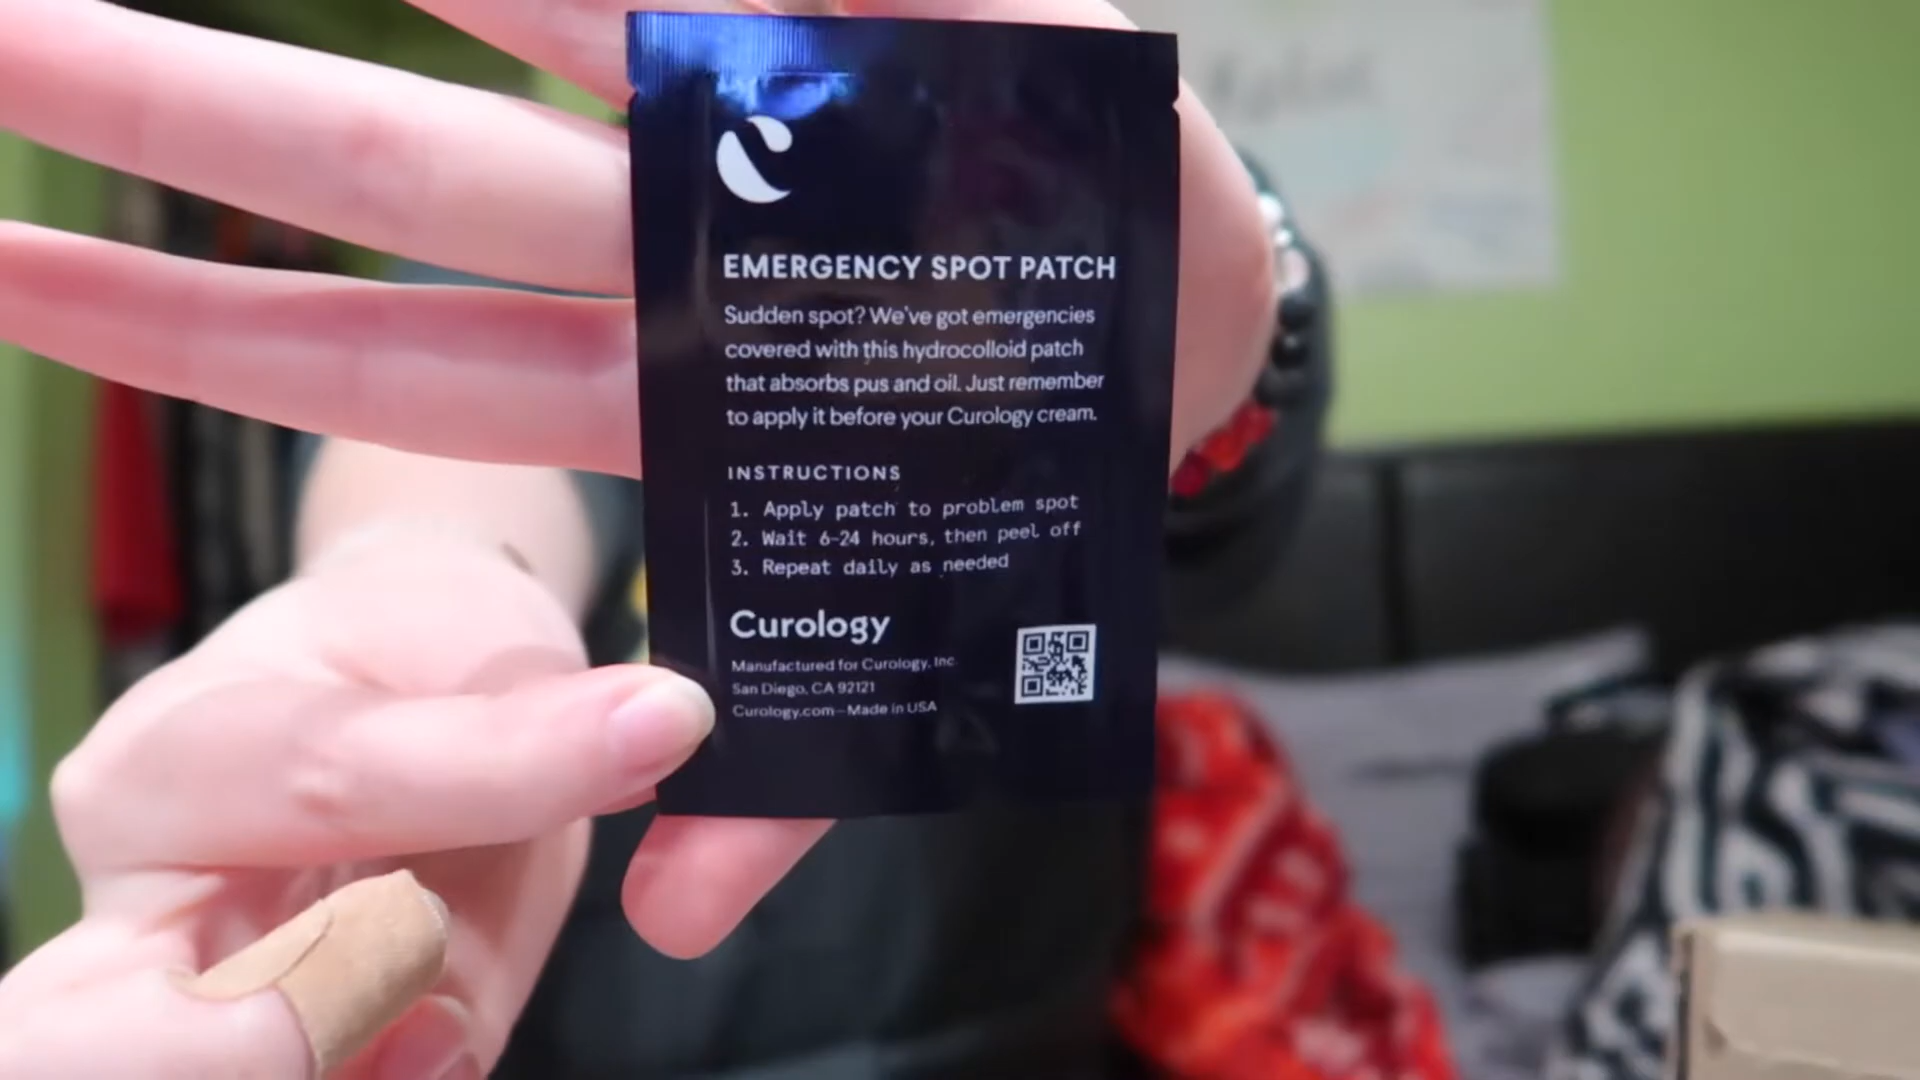 EMERGENCY SPOT PATCH
Sudden spot? We've got emergencies
covered with this hydrocolloid patch
that absorbs pus and oil. Just remember
to apply it before your Curology cream.
INSTRUCTIONS
1. Apply patch to problem spot
2. Wait 6-24 hours, then peel off
3. Repeat daily as needed
Curology
Manufactured for Curology, Inc
San Diego, CA 92121
Curology.com—Made in USA